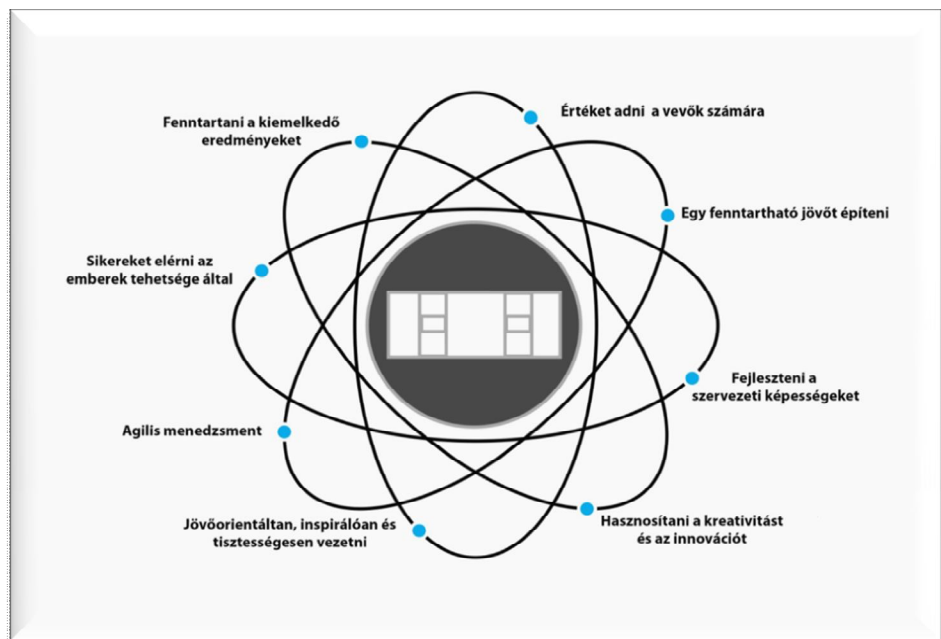 Értéket adni a vevők számára
Egy fenntartható jövőt építeni
Fejleszteni a
szervezeti képességeket
Hasznosítani a kreativitást
és az innovációt
Jövőorientáltan, inspirálóan és
tisztességesen vezetni
Agilis menedzsment
Sikereket elérni az
emberek tehetsége által
Fenntartani a kiemelkedő
eredményeket